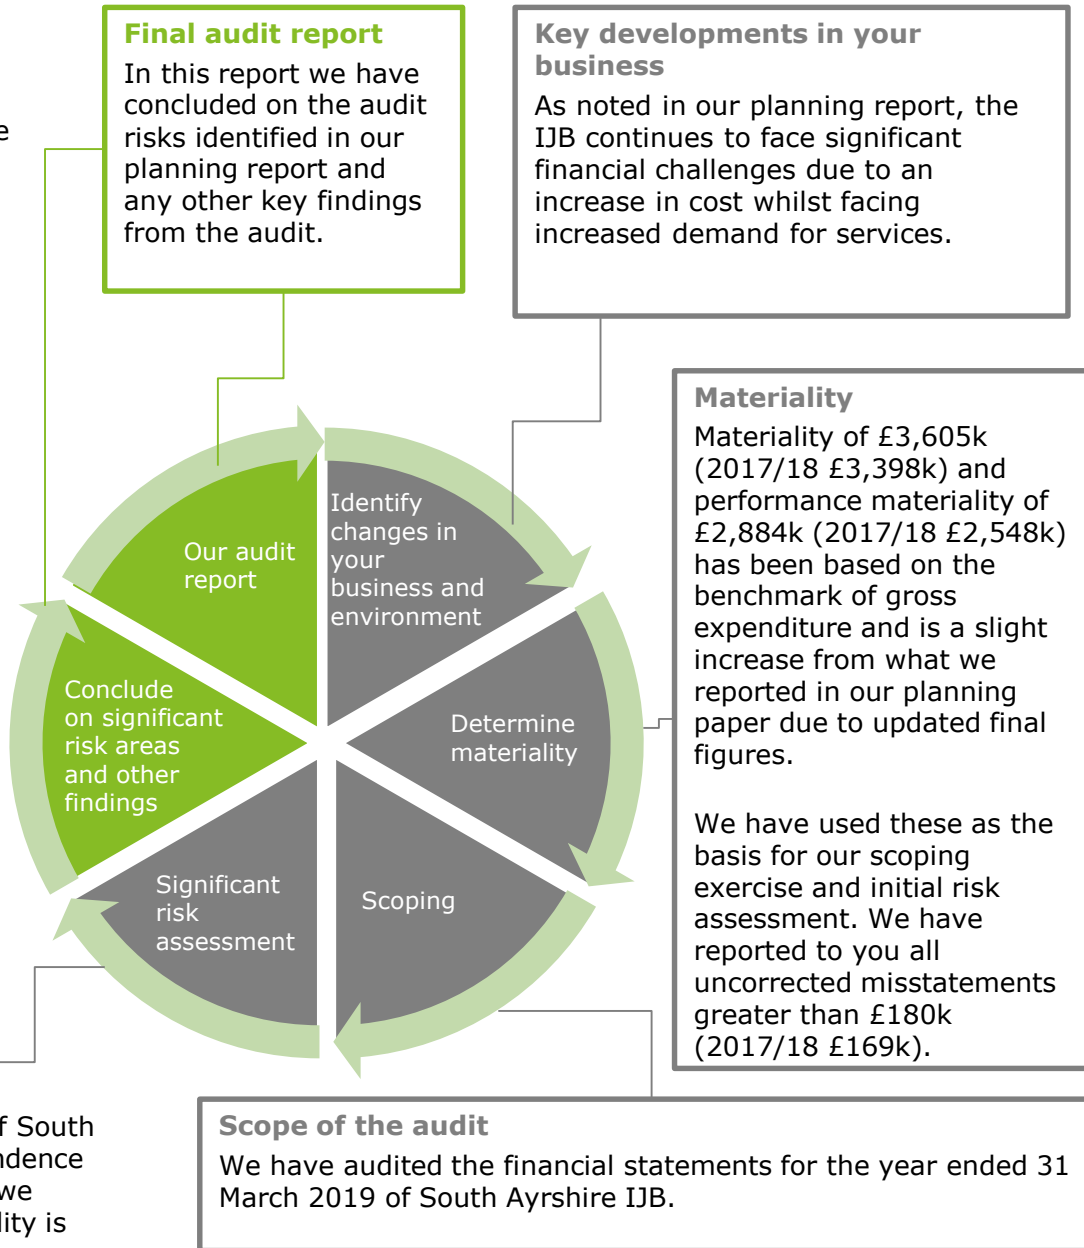 Final audit report
In this report we have
concluded on the audit
risks identified in our
planning report and
any other key findings
from the audit.
Key developments in your
business
As noted in our planning report, the
IJB continues to face significant
financial challenges due to an
increase in cost whilst facing
increased demand for services.
Materiality
Materiality of £3,605k
(2017/18 £3,398k) and
performance materiality of
£2,884k (2017/18 £2,548k)
has been based on the
benchmark of gross
expenditure and is a slight
increase from what we
reported in our planning
paper due to updated final
figures.
We have used these as the
basis for our scoping
exercise and initial risk
assessment. We have
reported to you all
uncorrected misstatements
greater than £180k
(2017/18 £169k).
Identify
changes in
your
business and
environment
Determine
materiality
Scoping
Significant
risk
assessment
Conclude
on significant
risk areas
and other
findings
Our audit
report
South
we
is
Scope of the audit
We have audited the financial statements for the year ended 31
March 2019 of South Ayrshire IJB.